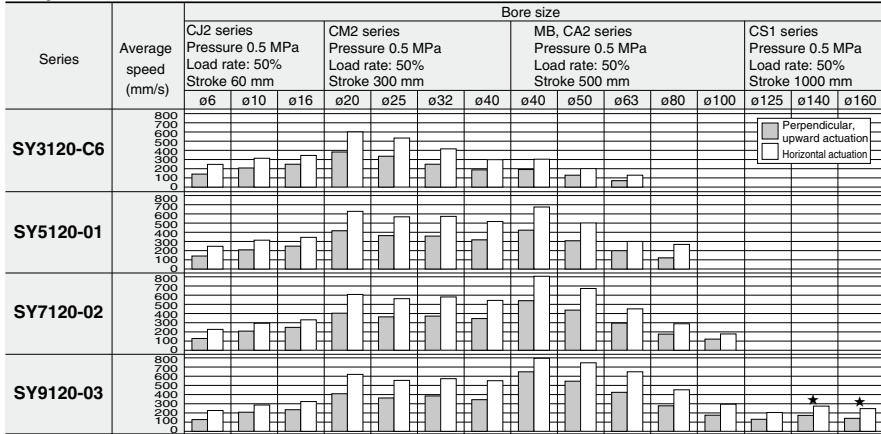 Bore size
Series
Average
speed
(mm/s)
CJ2 series
Pressure 0.5 MPa
Load rate: 50%
Stroke 60 mm
CM2 series
Pressure 0.5 MPa
Load rate: 50%
Stroke 300 mm
MB, CA2 series
Pressure 0.5 MPa
Load rate: 50%
Stroke 500 mm
CS1 series
Pressure 0.5 MPa
Load rate: 50%
Stroke 1000 mm
ø6 ø10 ø16 ø20 ø25 ø32 ø40 ø40 ø50 ø63 ø80 ø100 ø125 ø140 ø160
SY3120-C6
800
700
600
500
400
300
200
100
0
Perpendicular,
upward actuation
Horizontal actuation
SY5120-01
800
700
600
500
400
300
200
100
0
SY7120-02
800
700
600
500
400
300
200
100
0
SY9120-03
800
700
600
500
400
300
200
100
0
★ ★